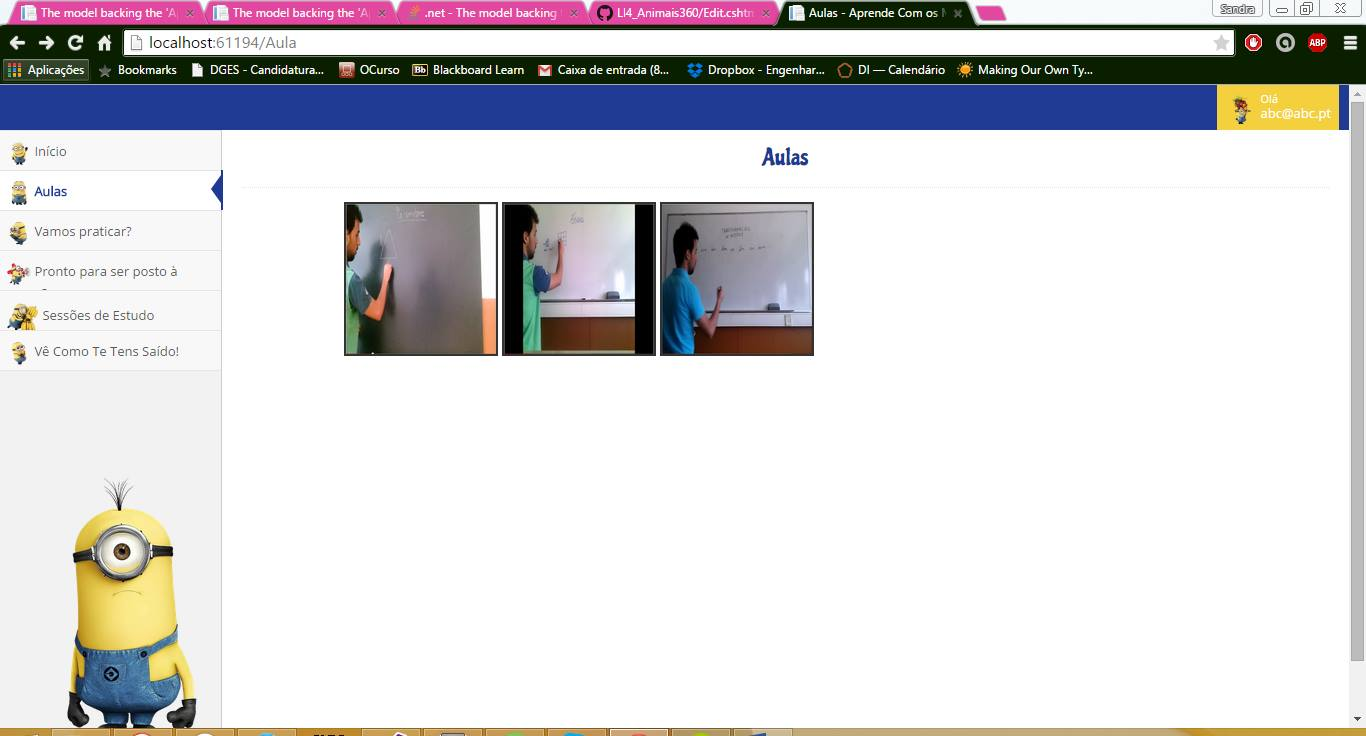 The model backing the 'A
The model backing the 'A
.net - The model backing
LI4_Animais360/Edit.cshtm
Aulas - Aprende Com os
Sandra
localhost:61194/Aula
ABP
Aplicações
Bookmarks
DGES - Candidatura...
OCurso
Bb Blackboard Learn
Caixa de entrada (8...
Dropbox - Engenhar...
DI — Calendário
Making Our Own Ty...
Olá
abc@abc.pt
Início
Aulas
Vamos praticar?
Pronto para ser posto à
Sessões de Estudo
Vê Como Te Tens Saído!
Aulas